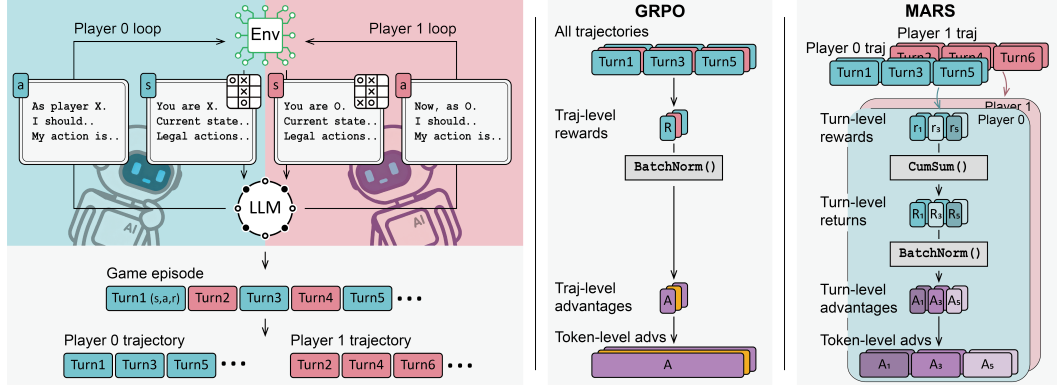 Player 0 loop
Env
Player 1 loop
a
As player X.
I should..
My action is..
s
You are X.
Current state..
Legal actions..
s
You are O.
Current state..
Legal actions..
a
Now, as O.
I should..
My action is..
AI
LLM
AI
Game episode
Turn1 (s,a,r)
Turn2
Turn3
Turn4
Turn5
Player 0 trajectory
Turn1
Turn3
Turn5
Player 1 trajectory
Turn2
Turn4
Turn6
GRPO
All trajectories
Turn1
Turn3
Turn5
Traj-level
rewards
R
BatchNorm()
Traj-level
advantages
A
Token-level advs
A
MARS
Player 1 traj
Turn2
Turn4
Turn6
Player 0 traj
Turn1
Turn3
Turn5
Player 1
Player 0
Turn-level
rewards
r₁
r₃
r₅
CumSum()
Turn-level
returns
R₁
R₃
R₅
BatchNorm()
Turn-level
advantages
A₁
A₃
A₅
Token-level advs
A₁
A₃
A₅